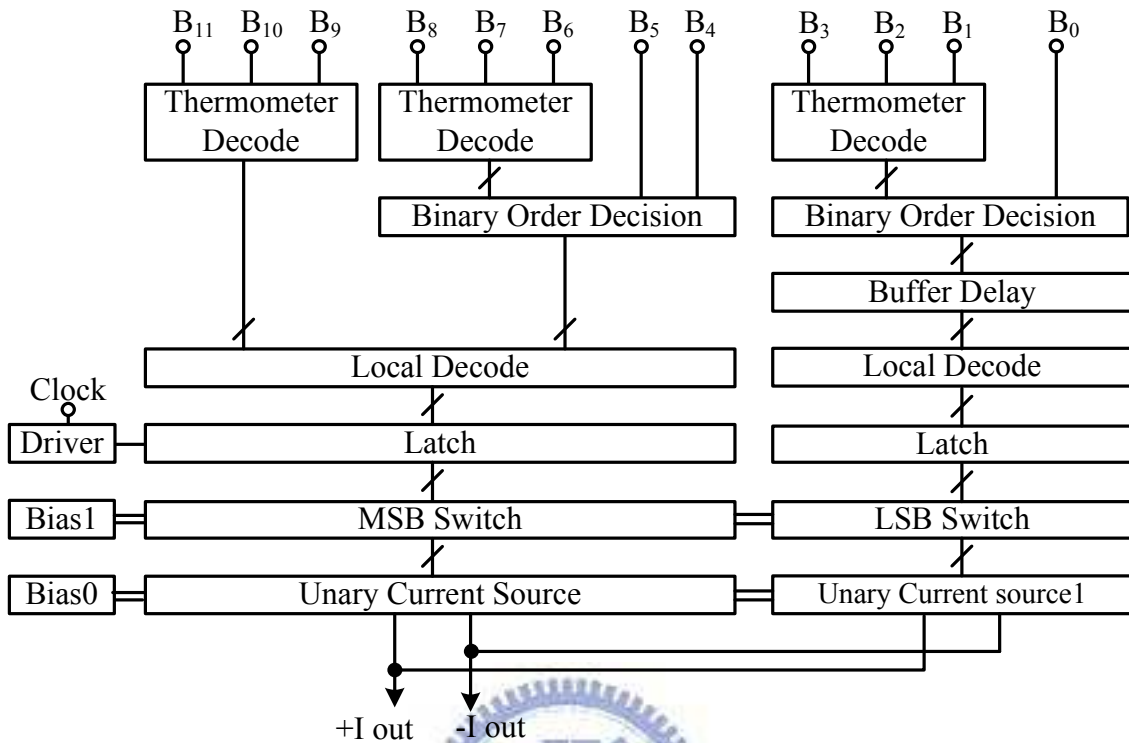 B₁₁ B₁₀ B₉ B₈ B₇ B₆ B₅ B₄ B₃ B₂ B₁ B₀
Thermometer Decode
Thermometer Decode
Thermometer Decode
Binary Order Decision
Binary Order Decision
Buffer Delay
Local Decode
Local Decode
Clock
Driver
Latch
Latch
Bias1
MSB Switch
LSB Switch
Bias0
Unary Current Source
Unary Current source1
+I out
-I out